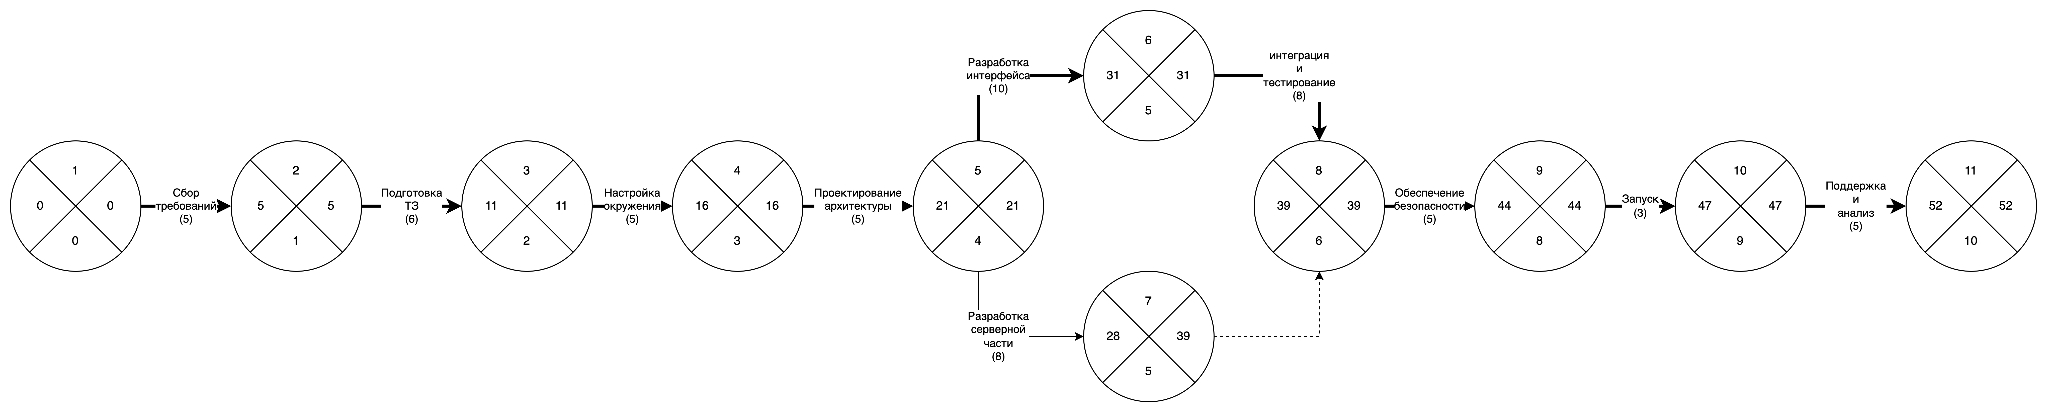 1
0
0
0
Сбор
требований
(5)
2
5
5
1
Подготовка
ТЗ
(6)
3
11
11
2
Настройка
окружения
(5)
4
16
16
3
Проектирование
архитектуры
(5)
5
21
21
4
Разработка
интерфейса
(10)
6
31
31
5
интеграция
и
тестирование
(8)
Разработка
серверной
части
(8)
7
28
39
5
8
39
39
6
Обеспечение
безопасности
(5)
9
44
44
8
Запуск
(3)
10
47
47
9
Поддержка
и
анализ
(5)
11
52
52
10